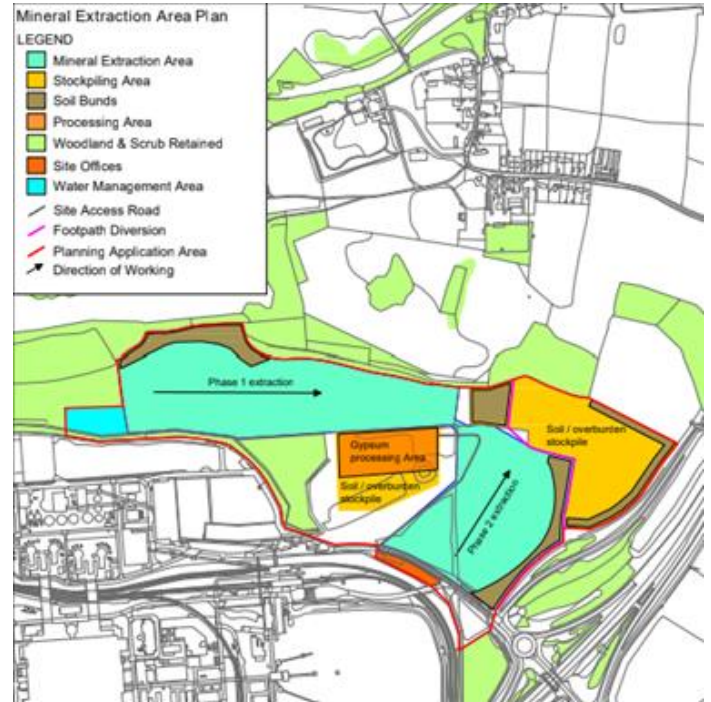 Mineral Extraction Area Plan
LEGEND
Mineral Extraction Area
Stockpiling Area
Soil Bunds
Processing Area
Woodland & Scrub Retained
Site Offices
Water Management Area
Site Access Road
Footpath Diversion
Planning Application Area
Direction of Working
Phase 1 extraction
Soil / overburden
stockpile
Gypsum
processing Area
Soil / overburden
stockpile
Phase 2 extraction